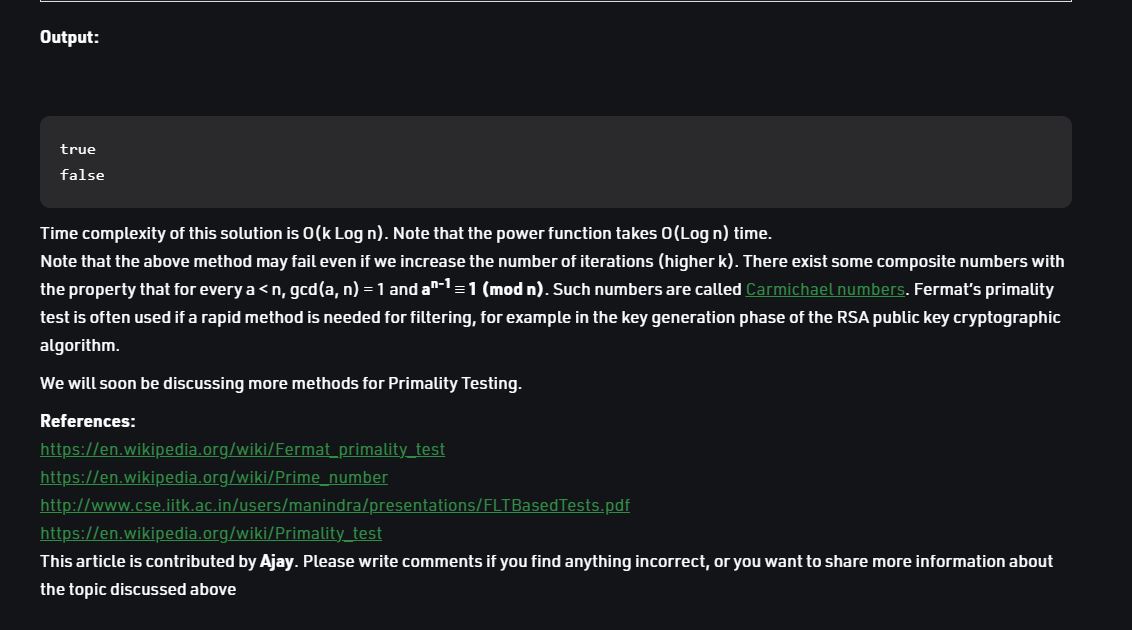 Output:
true
false
Time complexity of this solution is O(k Log n). Note that the power function takes O(Log n) time.
Note that the above method may fail even if we increase the number of iterations (higher k). There exist some composite numbers with
the property that for every a < n, gcd(a, n) = 1 and aⁿ⁻¹ ≡ 1 (mod n). Such numbers are called Carmichael numbers. Fermat’s primality
test is often used if a rapid method is needed for filtering, for example in the key generation phase of the RSA public key cryptographic
algorithm.
We will soon be discussing more methods for Primality Testing.
References:
https://en.wikipedia.org/wiki/Fermat_primality_test
https://en.wikipedia.org/wiki/Prime_number
http://www.cse.iitk.ac.in/users/manindra/presentations/FLTBasedTests.pdf
https://en.wikipedia.org/wiki/Primality_test
This article is contributed by Ajay. Please write comments if you find anything incorrect, or you want to share more information about
the topic discussed above